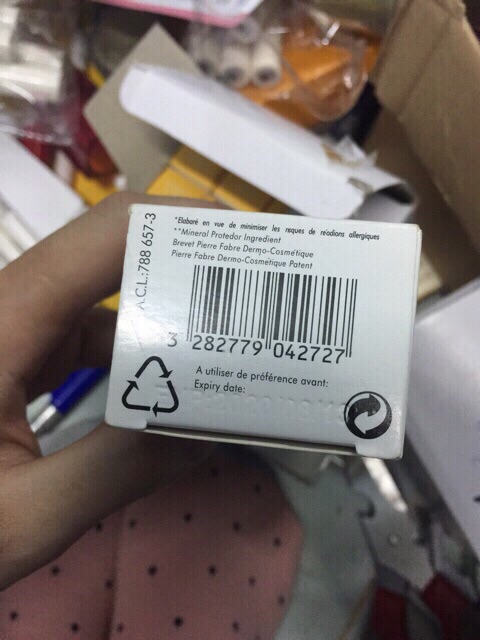 A.C.L.:788 657-3
*Elaboré en vue de minimiser les risques de réactions allergiques
**Mineral Protector Ingredient
Brevet Pierre Fabre Dermo-Cosmétique
Pierre Fabre Dermo-Cosmétique Patent
3 282779 042727
A utiliser de préférence avant:
Expiry date: